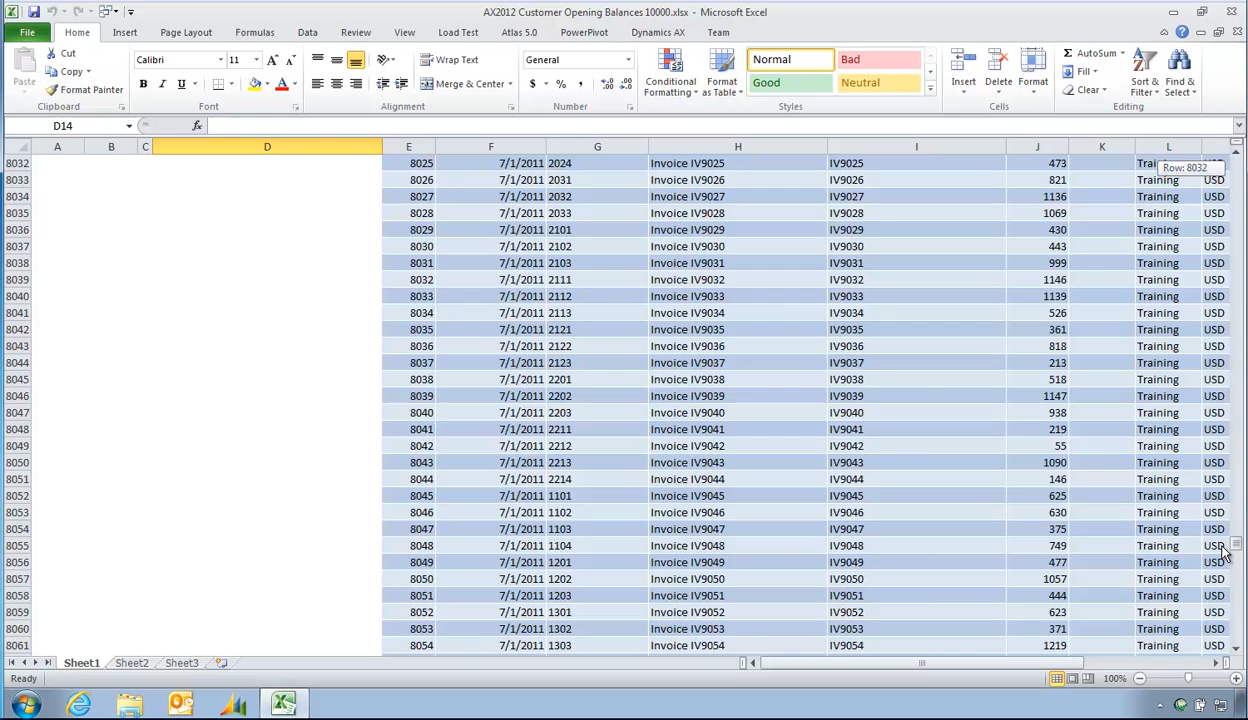 AX2012 Customer Opening Balances 10000.xlsx - Microsoft Excel
File Home Insert Page Layout Formulas Data Review View Load Test Atlas 5.0 PowerPivot Dynamics AX Team
Paste Cut Copy Format Painter Clipboard
Calibri 11 A A B I U A Font
Wrap Text Merge & Center Alignment
General $ % , Number
Conditional Formatting Format as Table Normal Bad Good Neutral Styles
Insert Delete Format Cells
AutoSum Fill Clear Sort & Filter Find & Select Editing
D14 fx
A B C D E F G H I J K L
8032 8025 7/1/2011 2024 Invoice IV9025 IV9025 473
Row: 8032
8033 8026 7/1/2011 2031 Invoice IV9026 IV9026 821 Training USD
8034 8027 7/1/2011 2032 Invoice IV9027 IV9027 1136 Training USD
8035 8028 7/1/2011 2033 Invoice IV9028 IV9028 1069 Training USD
8036 8029 7/1/2011 2101 Invoice IV9029 IV9029 430 Training USD
8037 8030 7/1/2011 2102 Invoice IV9030 IV9030 443 Training USD
8038 8031 7/1/2011 2103 Invoice IV9031 IV9031 999 Training USD
8039 8032 7/1/2011 2111 Invoice IV9032 IV9032 1146 Training USD
8040 8033 7/1/2011 2112 Invoice IV9033 IV9033 1139 Training USD
8041 8034 7/1/2011 2113 Invoice IV9034 IV9034 526 Training USD
8042 8035 7/1/2011 2121 Invoice IV9035 IV9035 361 Training USD
8043 8036 7/1/2011 2122 Invoice IV9036 IV9036 818 Training USD
8044 8037 7/1/2011 2123 Invoice IV9037 IV9037 213 Training USD
8045 8038 7/1/2011 2201 Invoice IV9038 IV9038 518 Training USD
8046 8039 7/1/2011 2202 Invoice IV9039 IV9039 1147 Training USD
8047 8040 7/1/2011 2203 Invoice IV9040 IV9040 938 Training USD
8048 8041 7/1/2011 2211 Invoice IV9041 IV9041 219 Training USD
8049 8042 7/1/2011 2212 Invoice IV9042 IV9042 55 Training USD
8050 8043 7/1/2011 2213 Invoice IV9043 IV9043 1090 Training USD
8051 8044 7/1/2011 2214 Invoice IV9044 IV9044 146 Training USD
8052 8045 7/1/2011 1101 Invoice IV9045 IV9045 625 Training USD
8053 8046 7/1/2011 1102 Invoice IV9046 IV9046 630 Training USD
8054 8047 7/1/2011 1103 Invoice IV9047 IV9047 375 Training USD
8055 8048 7/1/2011 1104 Invoice IV9048 IV9048 749 Training USD
8056 8049 7/1/2011 1201 Invoice IV9049 IV9049 477 Training USD
8057 8050 7/1/2011 1202 Invoice IV9050 IV9050 1057 Training USD
8058 8051 7/1/2011 1203 Invoice IV9051 IV9051 444 Training USD
8059 8052 7/1/2011 1301 Invoice IV9052 IV9052 623 Training USD
8060 8053 7/1/2011 1302 Invoice IV9053 IV9053 371 Training USD
8061 8054 7/1/2011 1303 Invoice IV9054 IV9054 1219 Training USD
Sheet1 Sheet2 Sheet3
Ready 100%